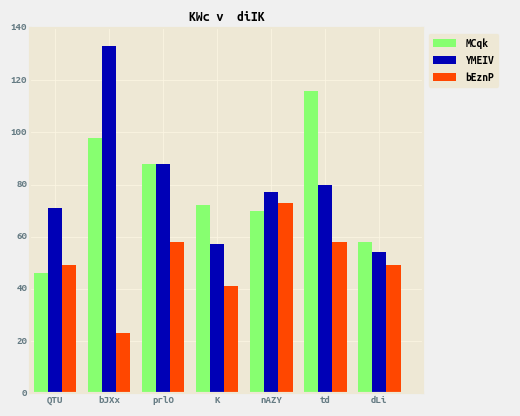 KWc v  diIK
140
120
100
80
60
40
20
0
QTU bJXx prlO K nAZY td dLi
MCqk
YMEIV
bEznP